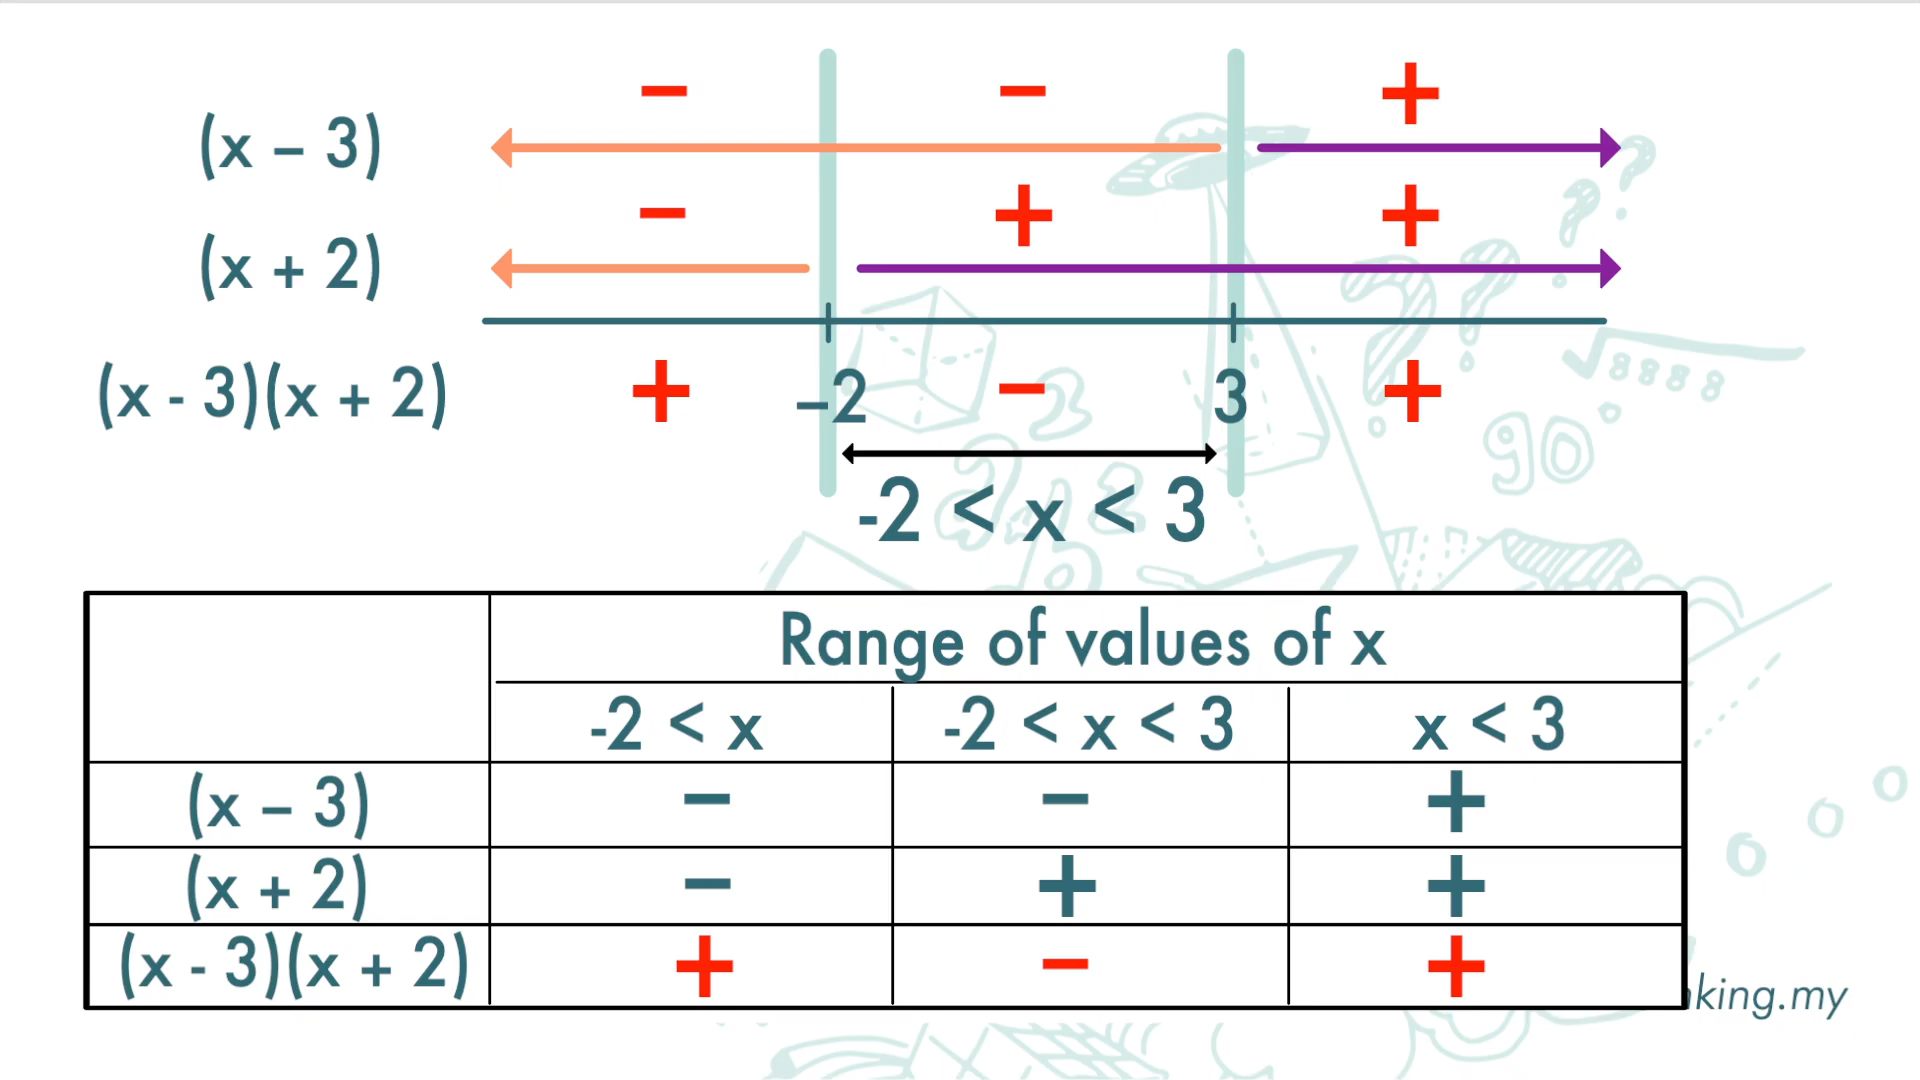 − − +
(x – 3)
− + +
(x + 2)
(x - 3)(x + 2) + –2 − 3 +
-2 < x < 3
Range of values of x
-2 < x -2 < x < 3 x < 3
(x – 3) − − +
(x + 2) − + +
(x - 3)(x + 2) + − +
king.my